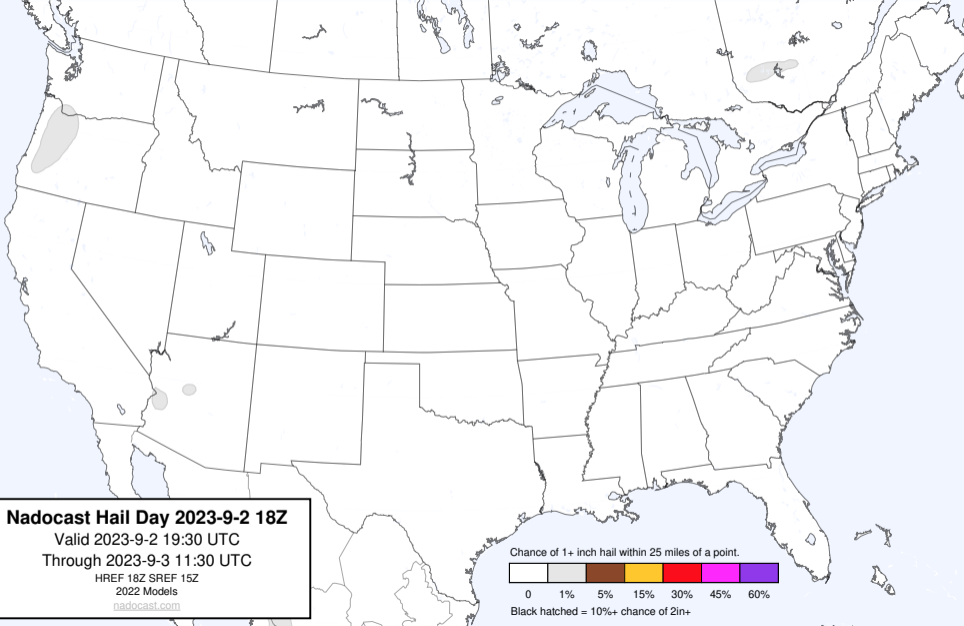 Nadocast Hail Day 2023-9-2 18Z
Valid 2023-9-2 19:30 UTC
Through 2023-9-3 11:30 UTC
HREF 18Z SREF 15Z
2022 Models
nadocast.com
Chance of 1+ inch hail within 25 miles of a point.
0 1% 5% 15% 30% 45% 60%
Black hatched = 10%+ chance of 2in+